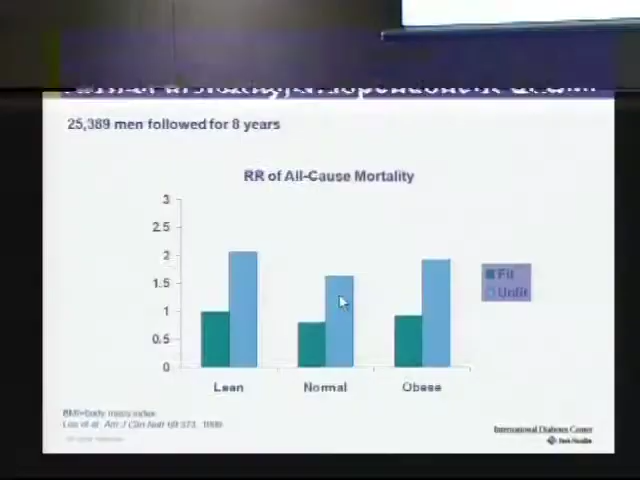 25,389 men followed for 8 years
RR of All-Cause Mortality
3
2.5
2
1.5
1
0.5
0
Fit
Unfit
Lean
Normal
Obese
BMI=body mass index
International Diabetes Center